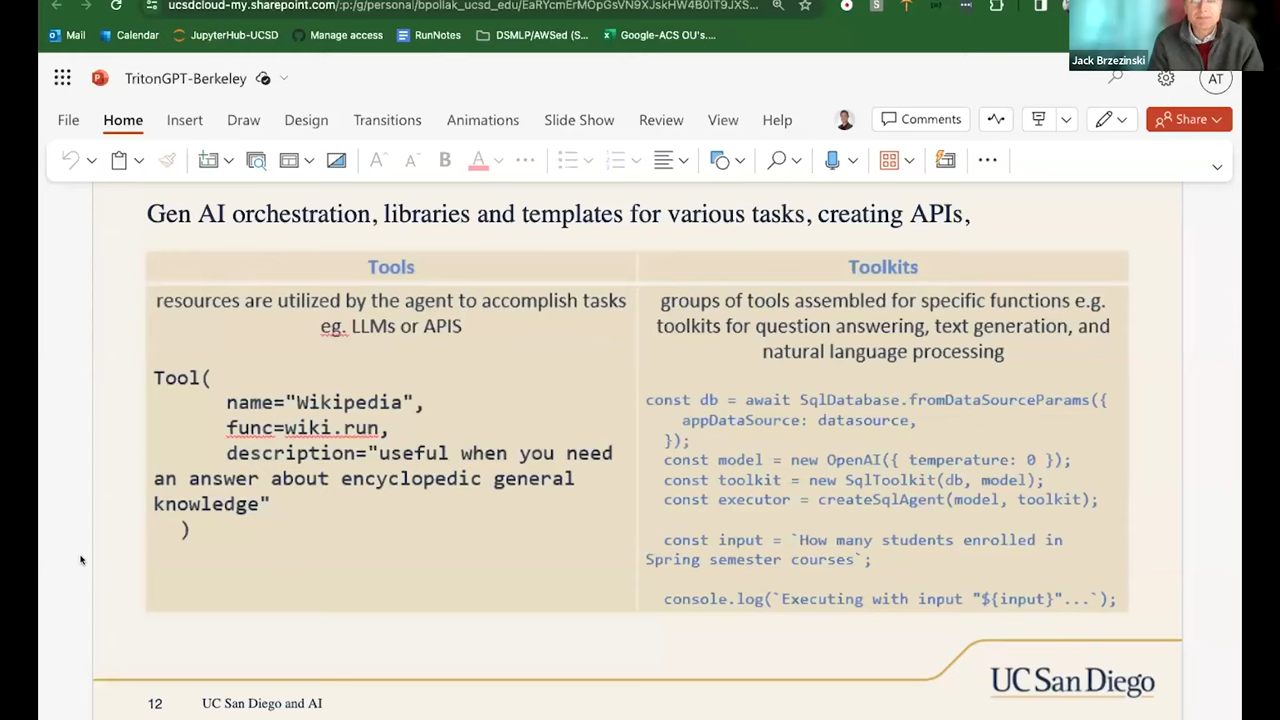 ucsdcloud-my.sharepoint.com/:p:/g/personal/bpollak_ucsd_edu/EaRYcmErMOpGsVN9XJskHW4B0IT9JXS...
Mail
Calendar
JupyterHub-UCSD
Manage access
RunNotes
DSMLP/AWSed (S...
Google-ACS OU's....
Jack Brzezinski
TritonGPT-Berkeley
AT
File
Home
Insert
Draw
Design
Transitions
Animations
Slide Show
Review
View
Help
Comments
Share
Gen AI orchestration, libraries and templates for various tasks, creating APIs,
Tools
resources are utilized by the agent to accomplish tasks
eg. LLMs or APIS
Tool(
name="Wikipedia",
func=wiki.run,
description="useful when you need
an answer about encyclopedic general
knowledge"
)
Toolkits
groups of tools assembled for specific functions e.g.
toolkits for question answering, text generation, and
natural language processing
const db = await SqlDatabase.fromDataSourceParams({
appDataSource: datasource,
});
const model = new OpenAI({ temperature: 0 });
const toolkit = new SqlToolkit(db, model);
const executor = createSqlAgent(model, toolkit);
const input = `How many students enrolled in
Spring semester courses`;
console.log(`Executing with input "${input}"...`);
UC San Diego
12
UC San Diego and AI